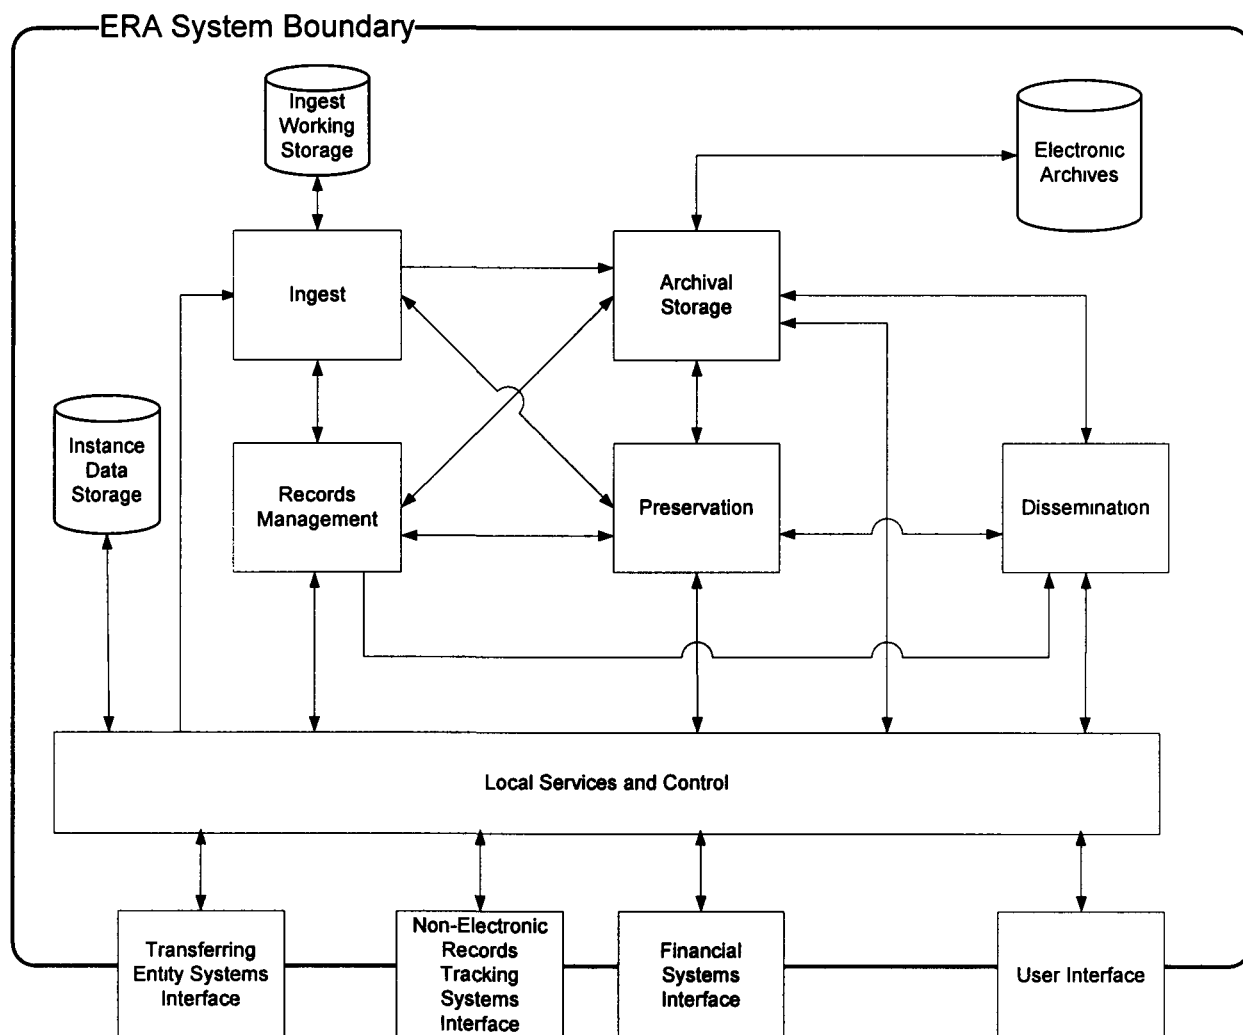 ERA System Boundary
Ingest
Working
Storage
Electronic
Archives
Ingest
Archival
Storage
Instance
Data
Storage
Records
Management
Preservation
Dissemination
Local Services and Control
Transferring
Entity Systems
Interface
Non-Electronic
Records
Tracking
Systems
Interface
Financial
Systems
Interface
User Interface